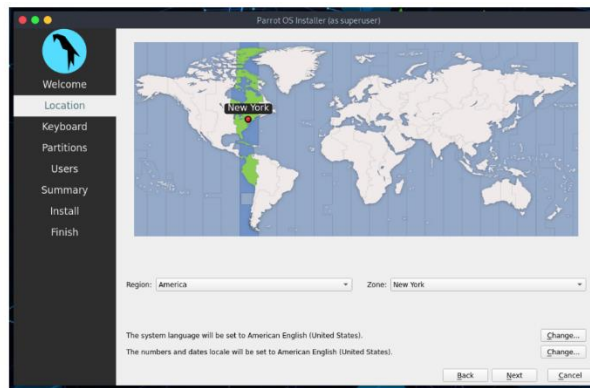 Parrot OS Installer (as superuser)
Welcome
Location
Keyboard
Partitions
Users
Summary
Install
Finish
New York
Region: America Zone: New York
The system language will be set to American English (United States). Change...
The numbers and dates locale will be set to American English (United States). Change...
Back Next Cancel